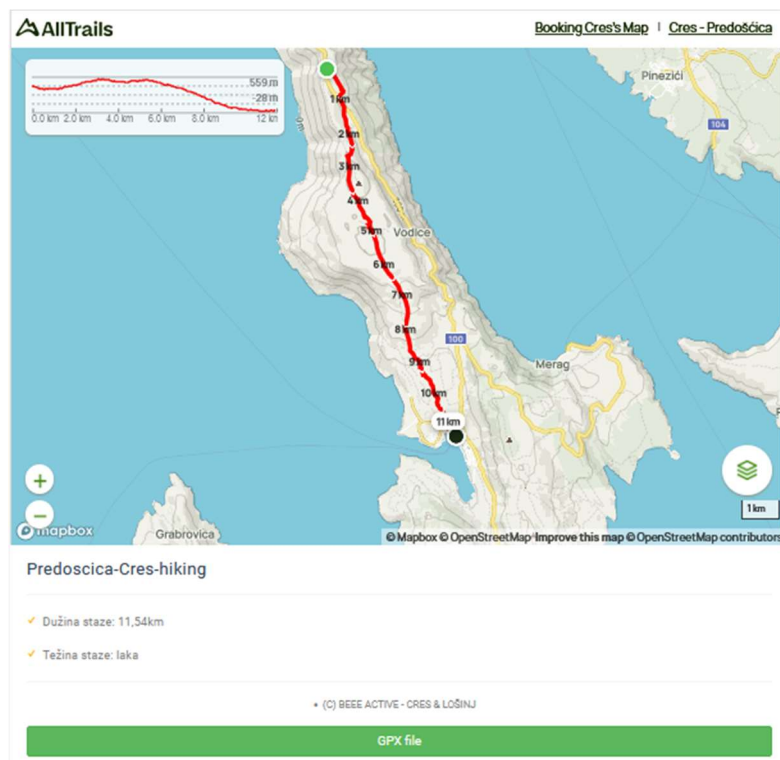 AllTrails
Booking Cres's Map | Cres - Predošćica
559 m
-28 m
0.0 km 2.0 km 4.0 km 6.0 km 8.0 km 12 km
Pinezići
104
1 km
2 km
3 km
4 km
5 km
Vodice
6 km
7 km
8 km
100
9 km
Merag
10 km
11 km
1 km
mapbox
Grabrovica
© Mapbox © OpenStreetMap Improve this map © OpenStreetMap contributors
Predoscica-Cres-hiking
Dužina staze: 11,54km
Težina staze: laka
• (C) BEEE ACTIVE - CRES & LOŠINJ
GPX file